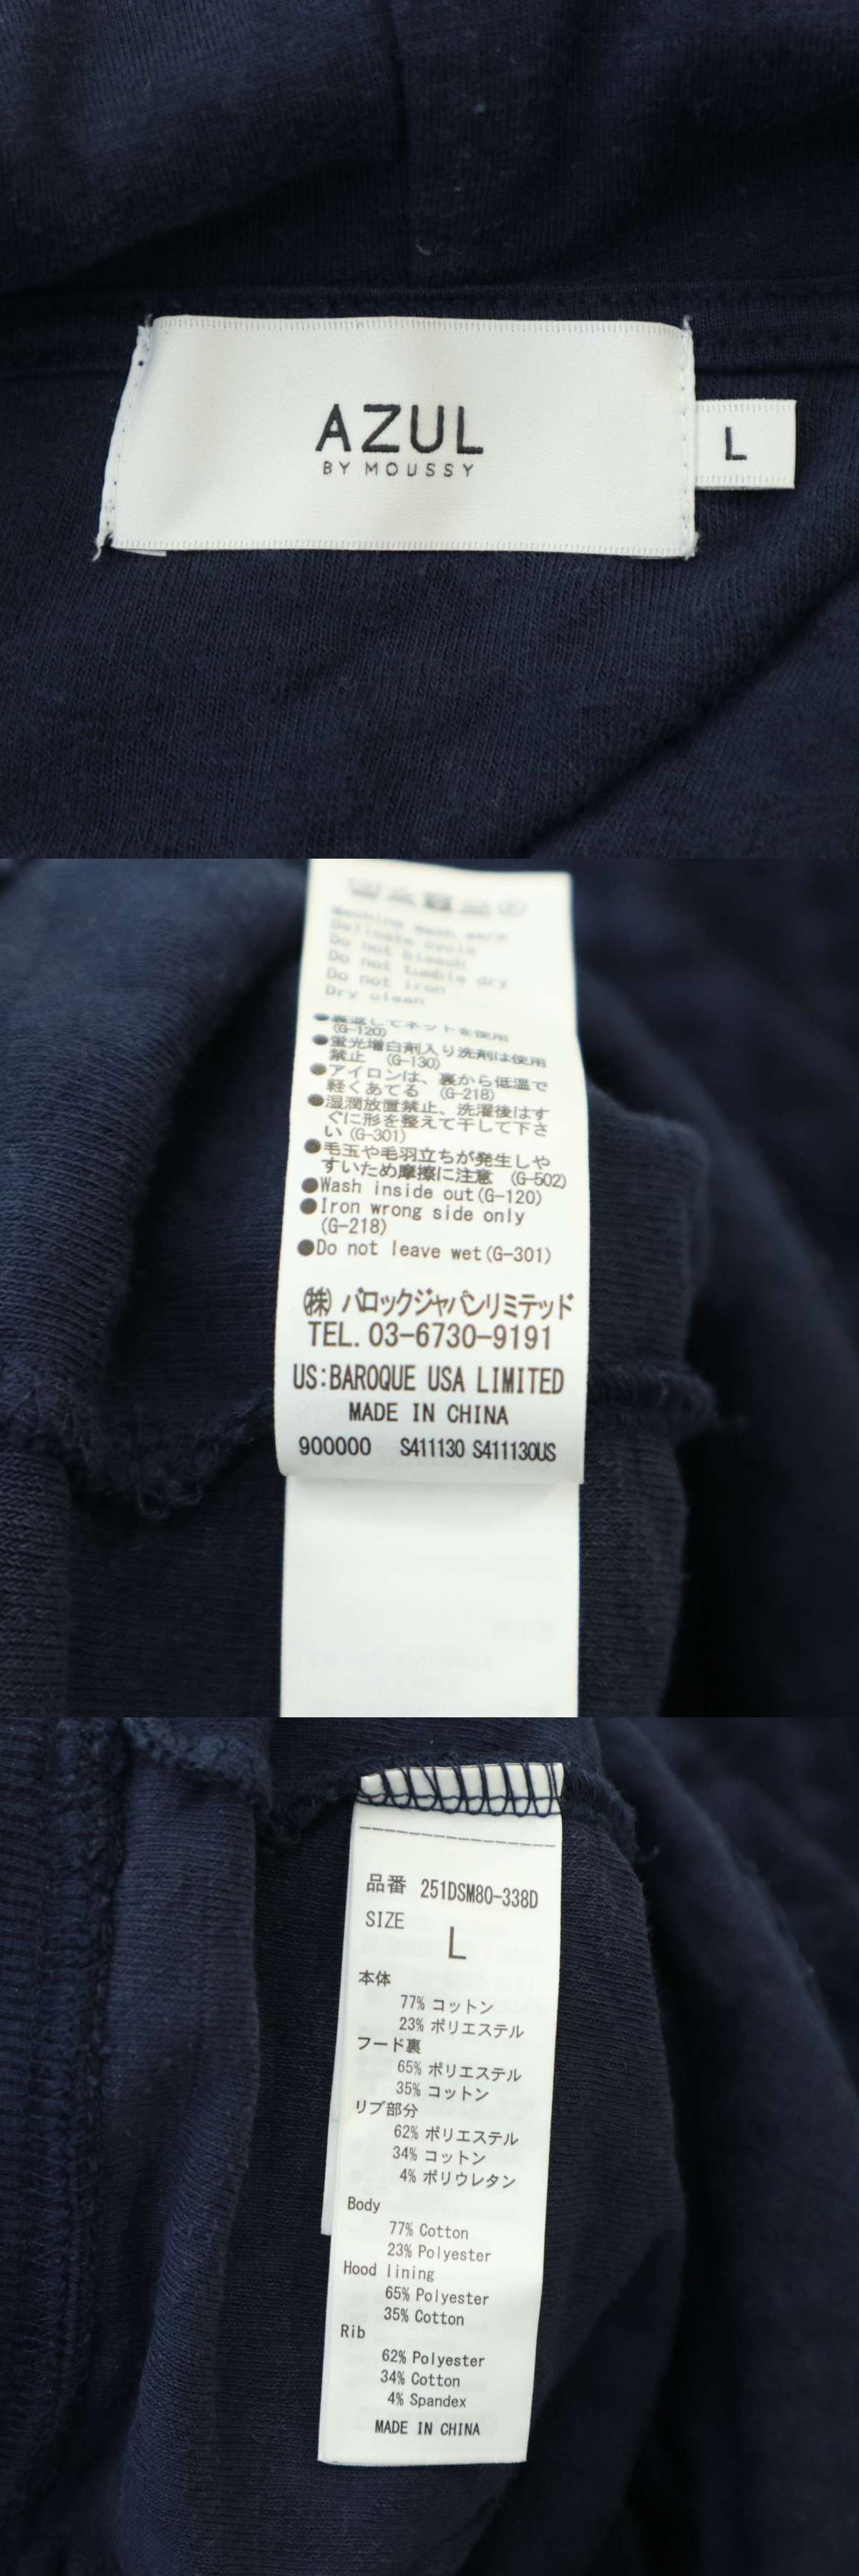 AZUL
BY MOUSSY
L
Machine wash warm
Delicate cycle
Do not bleach
Do not tumble dry
Do not iron
Dry clean
●裏返してネットを使用
(G-120)
●蛍光増白剤入り洗剤は使用
禁止 (G-130)
●アイロンは、裏から低温で
軽くあてる (G-218)
●湿潤放置禁止、洗濯後はす
ぐに形を整えて干して下さ
い (G-301)
●毛玉や毛羽立ちが発生しや
すいため摩擦に注意 (G-502)
●Wash inside out(G-120)
●Iron wrong side only
(G-218)
●Do not leave wet(G-301)
㈱ バロックジャパンリミテッド
TEL. 03-6730-9191
US:BAROQUE USA LIMITED
MADE IN CHINA
900000 S411130 S411130US
品番 251DSM80-338D
SIZE
L
本体
77% コットン
23% ポリエステル
フード裏
65% ポリエステル
35% コットン
リブ部分
62% ポリエステル
34% コットン
4% ポリウレタン
Body
77% Cotton
23% Polyester
Hood lining
65% Polyester
35% Cotton
Rib
62% Polyester
34% Cotton
4% Spandex
MADE IN CHINA